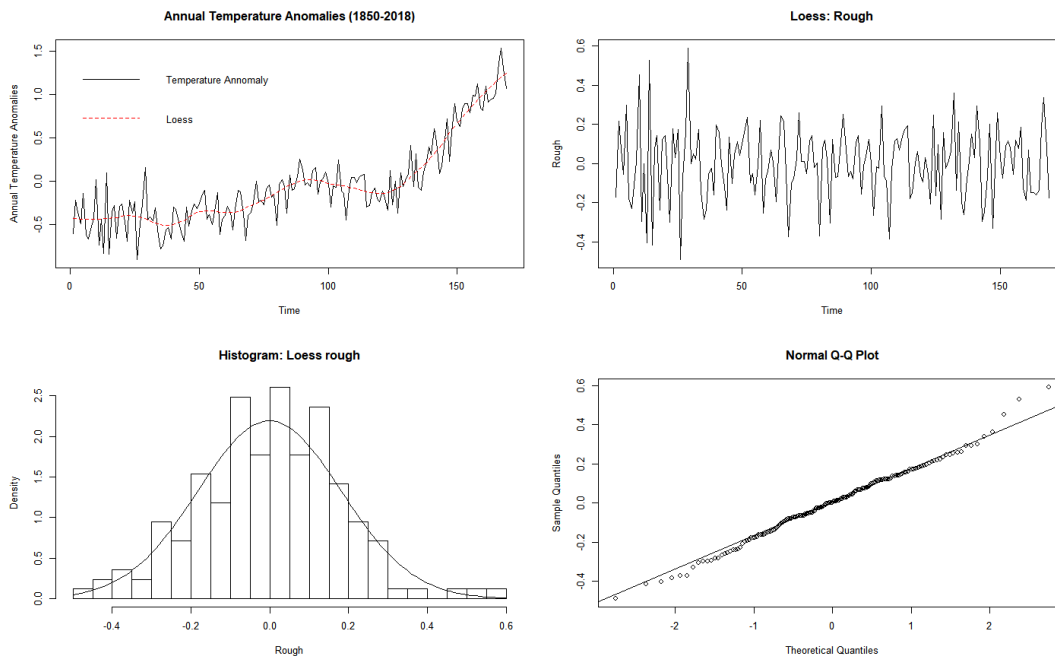 Annual Temperature Anomalies (1850-2018)
Annual Temperature Anomalies
1.5
1.0
0.5
0.0
-0.5
Temperature Annomaly
Loess
0 50 100 150
Time
Loess: Rough
Rough
0.6
0.4
0.2
0.0
-0.2
-0.4
0 50 100 150
Time
Histogram: Loess rough
Density
2.5
2.0
1.5
1.0
0.5
0.0
-0.4 -0.2 0.0 0.2 0.4 0.6
Rough
Normal Q-Q Plot
Sample Quantiles
0.6
0.4
0.2
0.0
-0.2
-0.4
-2 -1 0 1 2
Theoretical Quantiles